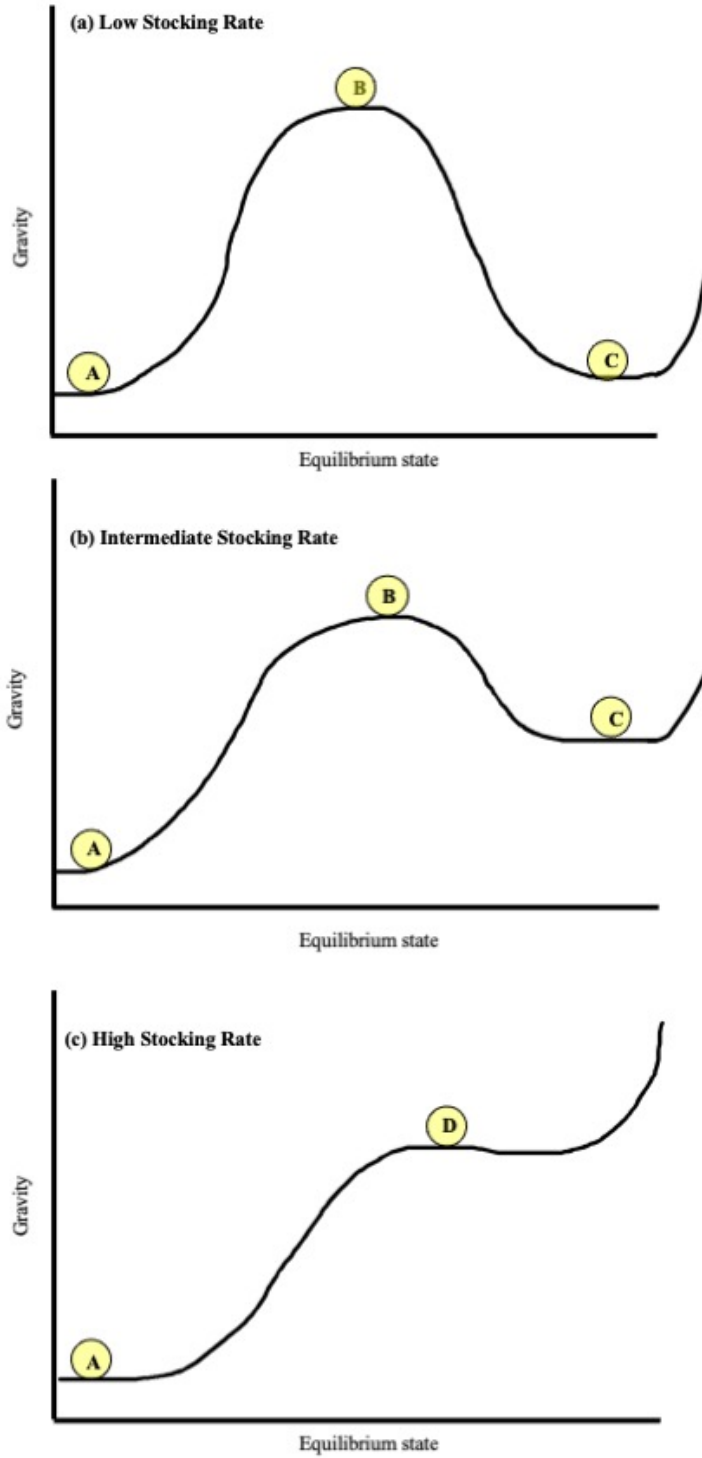 (a) Low Stocking Rate
B
Gravity
A
C
Equilibrium state
(b) Intermediate Stocking Rate
B
Gravity
C
A
Equilibrium state
(c) High Stocking Rate
D
Gravity
A
Equilibrium state